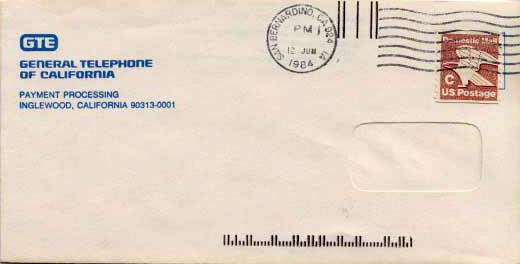 GTE
GENERAL TELEPHONE
OF CALIFORNIA
PAYMENT PROCESSING
INGLEWOOD, CALIFORNIA 90313-0001
SAN BERNARDINO, CA 924
PM
12 JUN
1984
Domestic Mail
C
US Postage